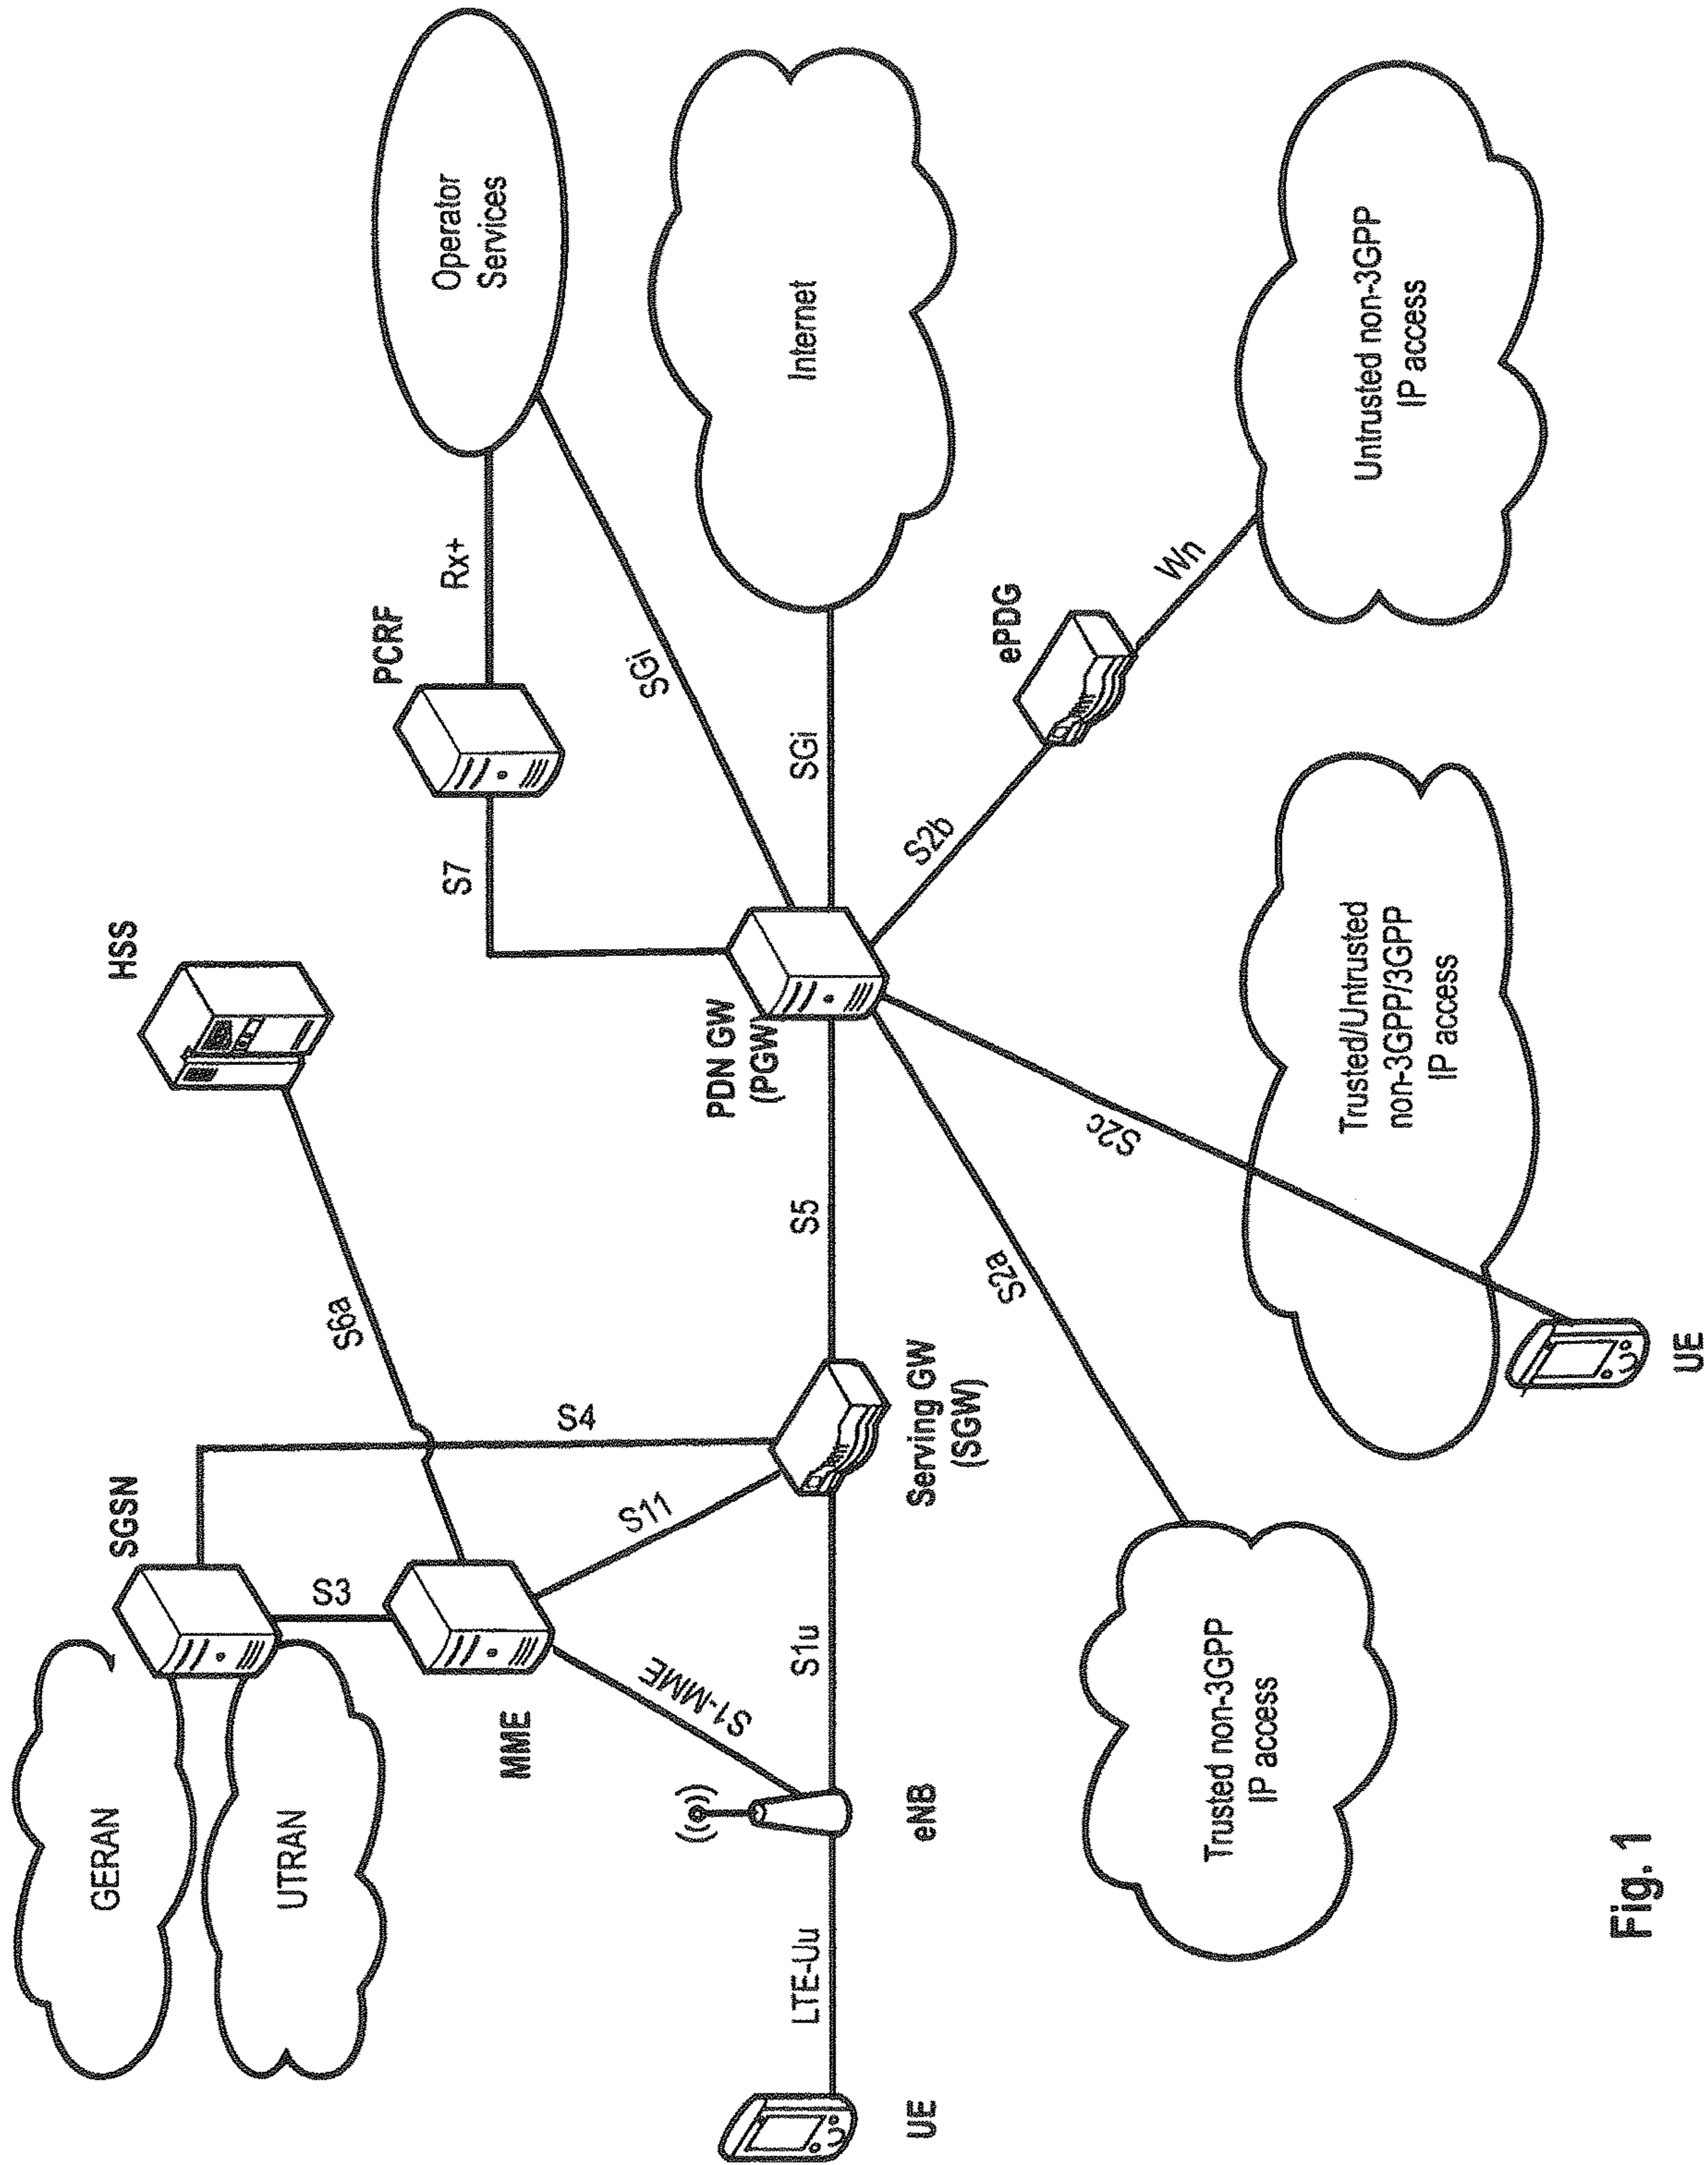 GERAN
SGSN
HSS
UTRAN
S3
S6a
PCRF
Rx+
Operator
Services
S7
MME
S4
S11
SGi
S1-MME
PDN GW
(PGW)
UE
LTE-Uu
eNB
S1u
Serving GW
(SGW)
S5
SGi
Internet
S2b
ePDG
S2a
S2c
Wn
Trusted non-3GPP
IP access
Trusted/Untrusted
non-3GPP/3GPP
IP access
Untrusted non-3GPP
IP access
UE
Fig. 1